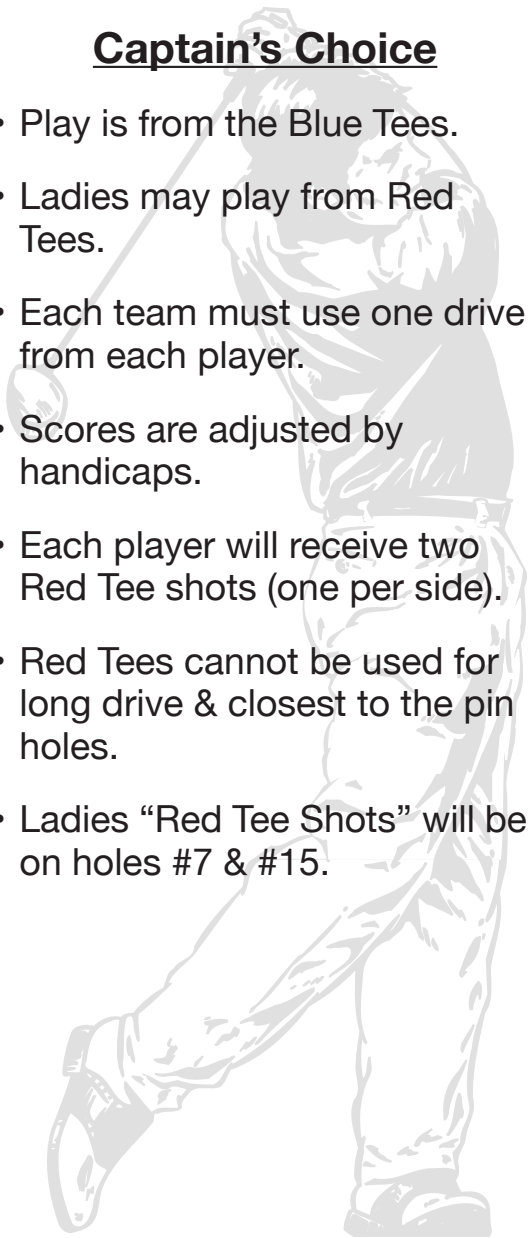 Captain’s Choice
• Play is from the Blue Tees.
• Ladies may play from Red
Tees.
• Each team must use one drive
from each player.
• Scores are adjusted by
handicaps.
• Each player will receive two
Red Tee shots (one per side).
• Red Tees cannot be used for
long drive & closest to the pin
holes.
• Ladies “Red Tee Shots” will be
on holes #7 & #15.